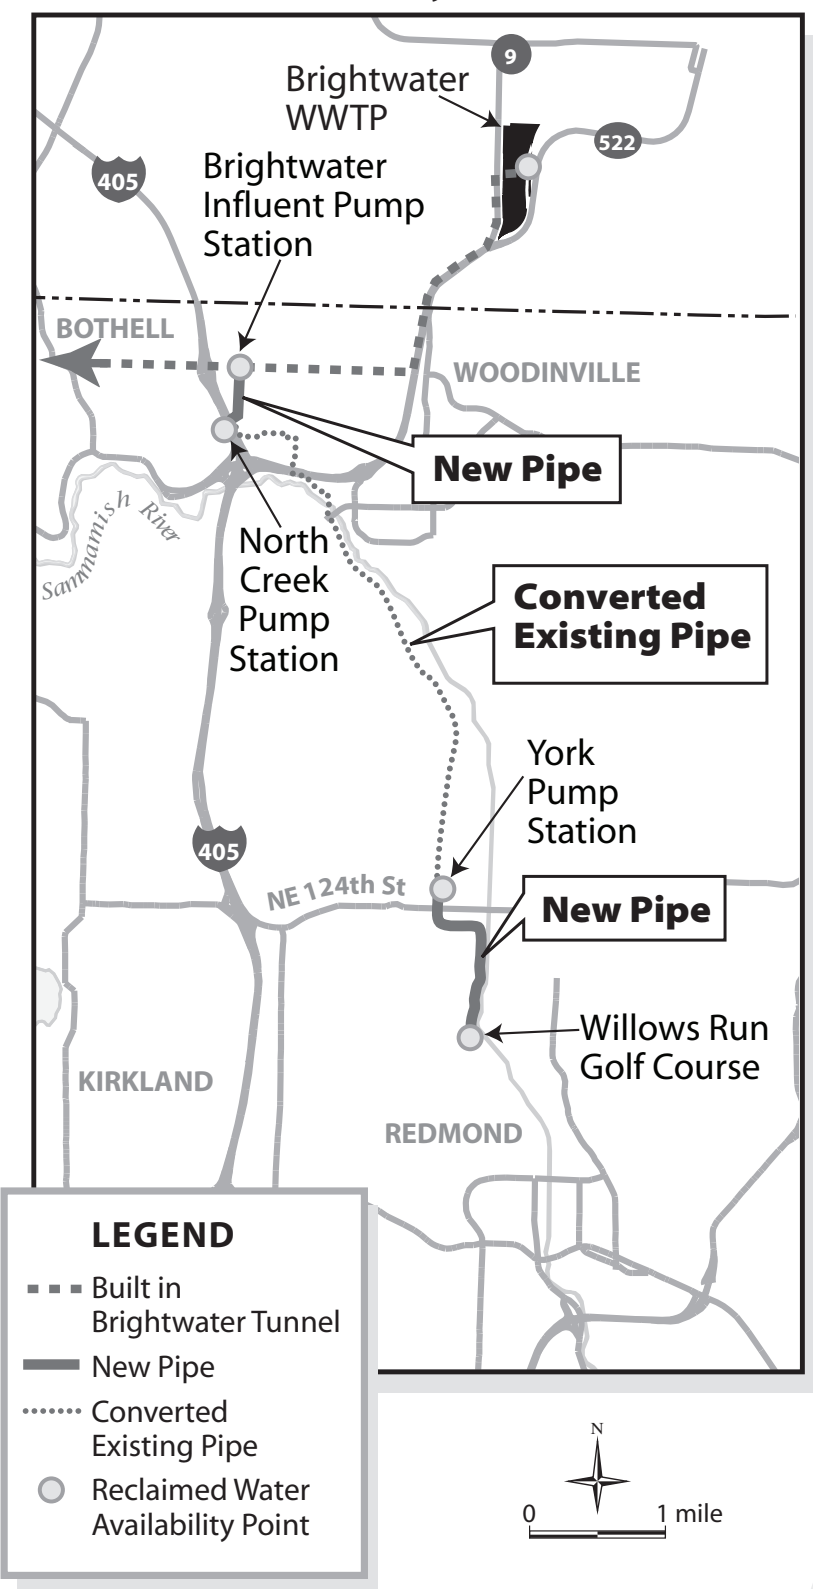 9
Brightwater
WWTP
522
405
Brightwater
Influent Pump
Station
BOTHELL
WOODINVILLE
New Pipe
Sammamish River
North
Creek
Pump
Station
Converted
Existing Pipe
York
Pump
Station
405
NE 124th St
New Pipe
Willows Run
Golf Course
KIRKLAND
REDMOND
LEGEND
Built in
Brightwater Tunnel
New Pipe
Converted
Existing Pipe
Reclaimed Water
Availability Point
N
0 1 mile